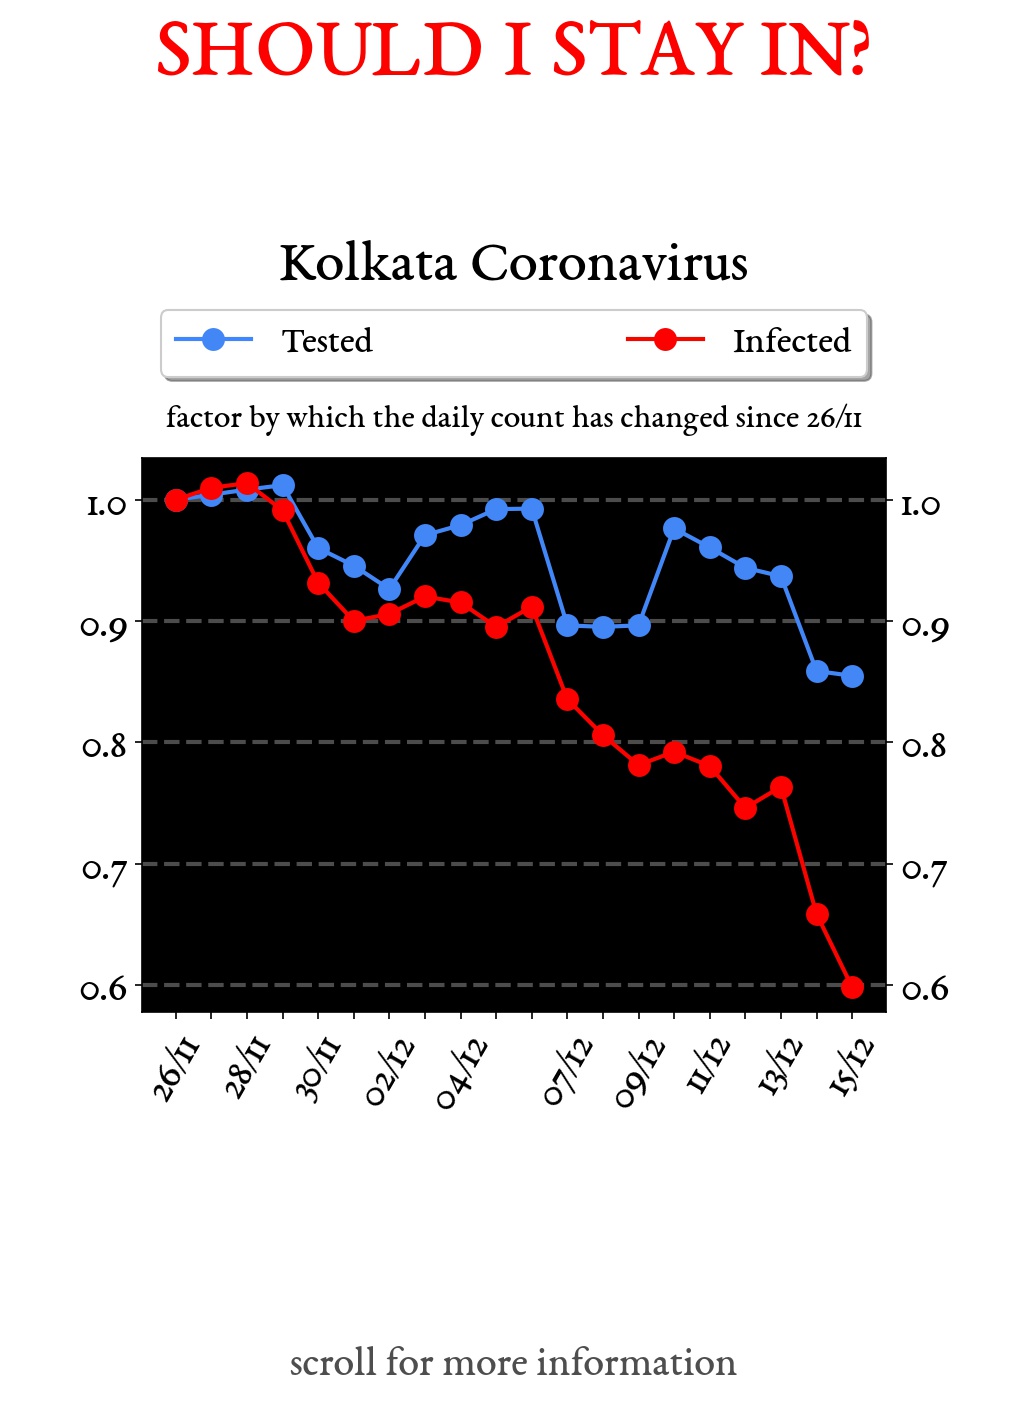 SHOULD I STAY IN?
Kolkata Coronavirus
Tested Infected
factor by which the daily count has changed since 26/11
1.0 1.0
0.9 0.9
0.8 0.8
0.7 0.7
0.6 0.6
26/11 28/11 30/11 02/12 04/12 07/12 09/12 11/12 13/12 15/12
scroll for more information